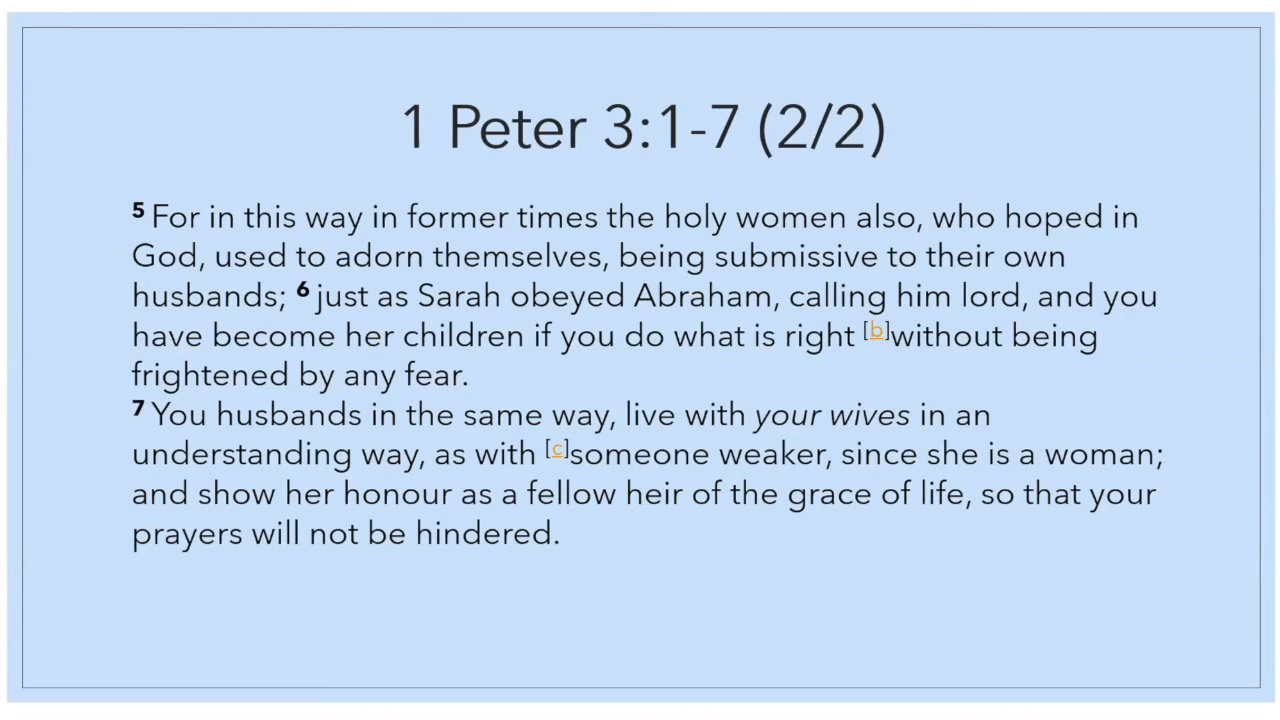 1 Peter 3:1-7 (2/2)
5 For in this way in former times the holy women also, who hoped in
God, used to adorn themselves, being submissive to their own
husbands; 6 just as Sarah obeyed Abraham, calling him lord, and you
have become her children if you do what is right [b]without being
frightened by any fear.
7 You husbands in the same way, live with your wives in an
understanding way, as with [c]someone weaker, since she is a woman;
and show her honour as a fellow heir of the grace of life, so that your
prayers will not be hindered.